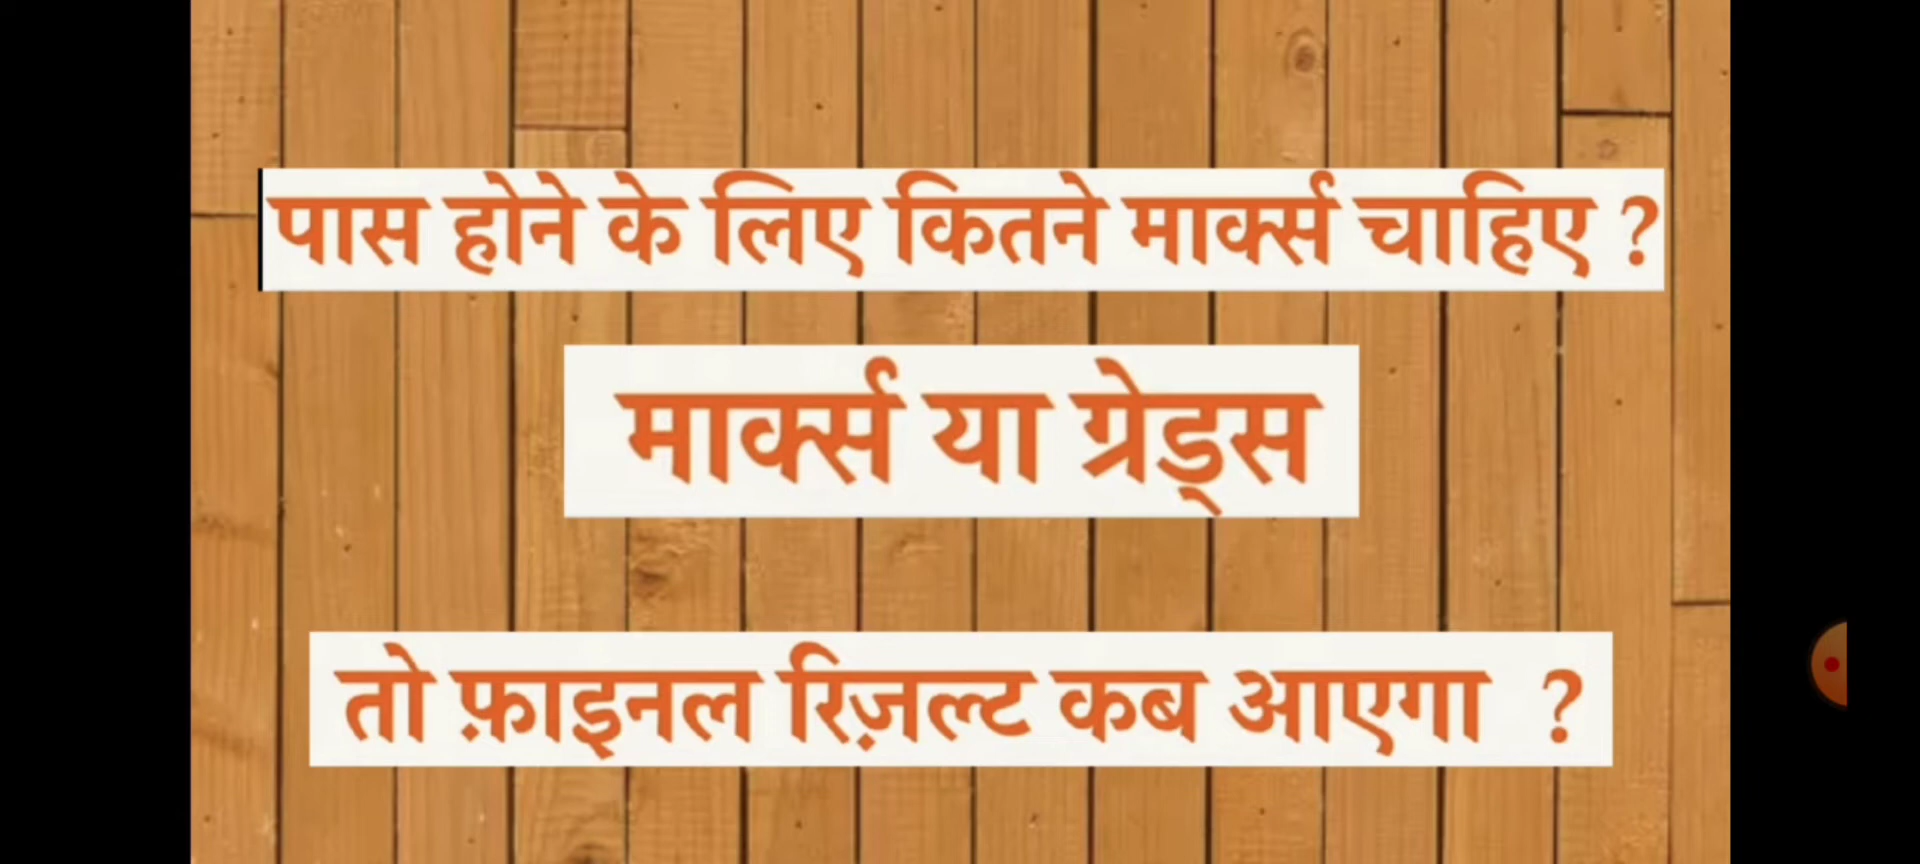 पास होने के लिए कितने मार्क्स चाहिए ?
मार्क्स या ग्रेड्स
तो फ़ाइनल रिज़ल्ट कब आएगा ?